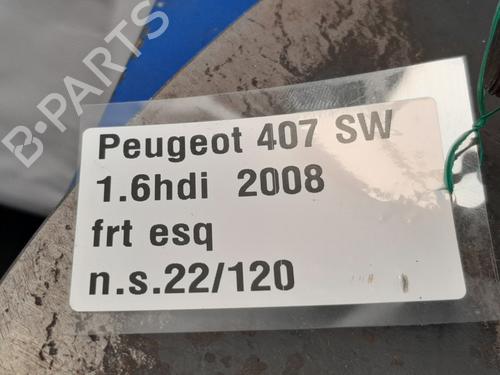 B-PARTS
Peugeot 407 SW
1.6hdi 2008
frt esq
n.s.22/120